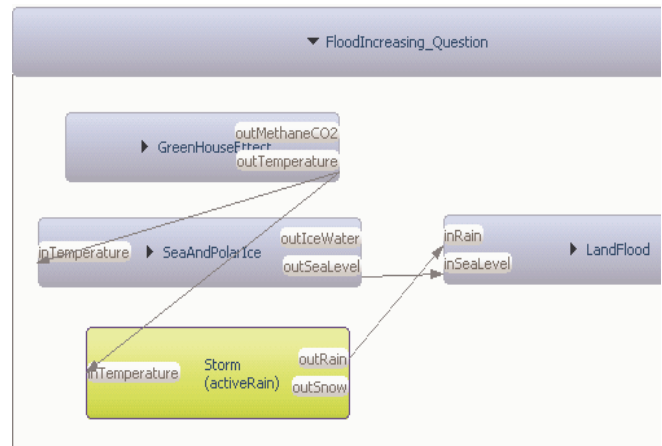 FloodIncreasing_Question
outMethaneCO2
GreenHouseEffect
outTemperature
inTemperature
SeaAndPolarIce
outIceWater
outSeaLevel
inRain
inSeaLevel
LandFlood
inTemperature
Storm
(activeRain)
outRain
outSnow